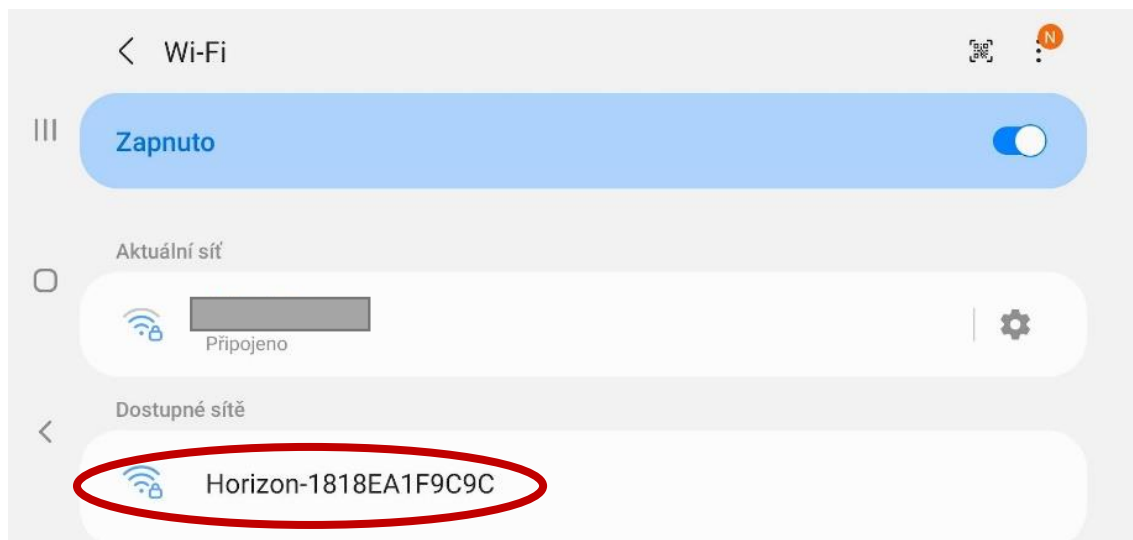 Wi-Fi
N
Zapnuto
Aktuální síť
Připojeno
Dostupné sítě
Horizon-1818EA1F9C9C